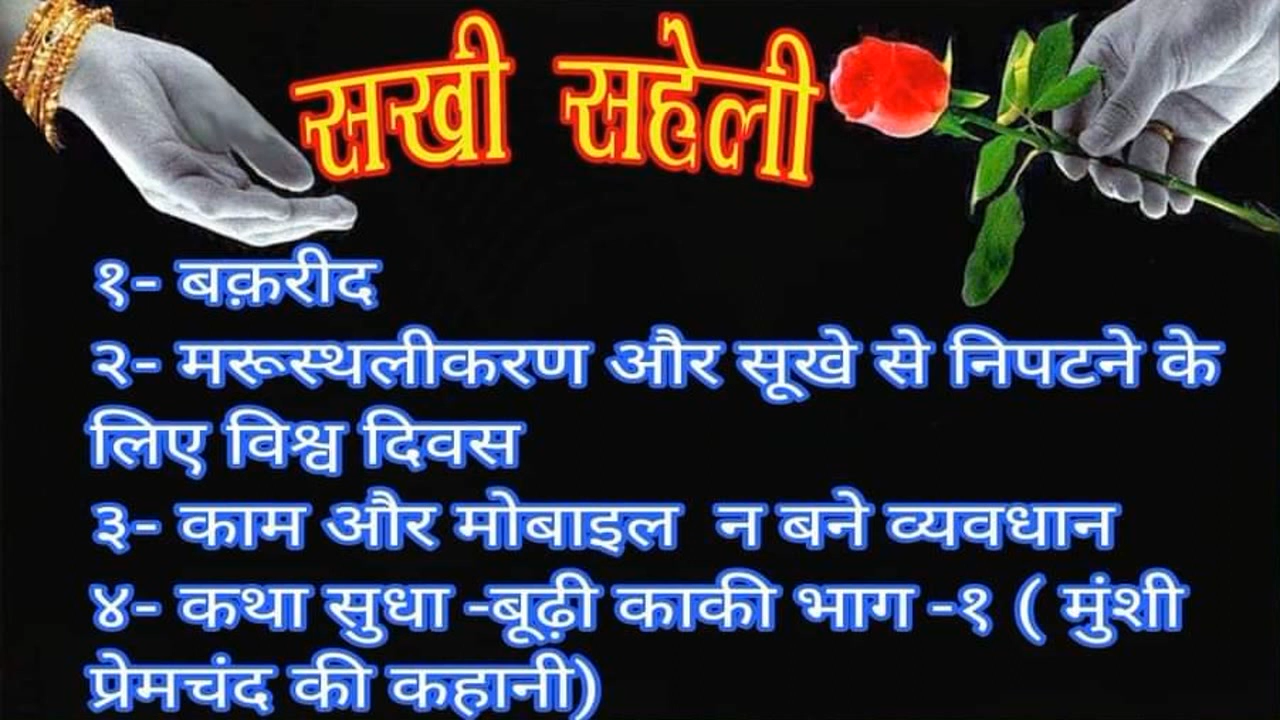 सखी सहेली
१- बक़रीद
२- मरूस्थलीकरण और सूखे से निपटने के
लिए विश्व दिवस
३- काम और मोबाइल न बने व्यवधान
४- कथा सुधा -बूढ़ी काकी भाग -१ ( मुंशी
प्रेमचंद की कहानी)